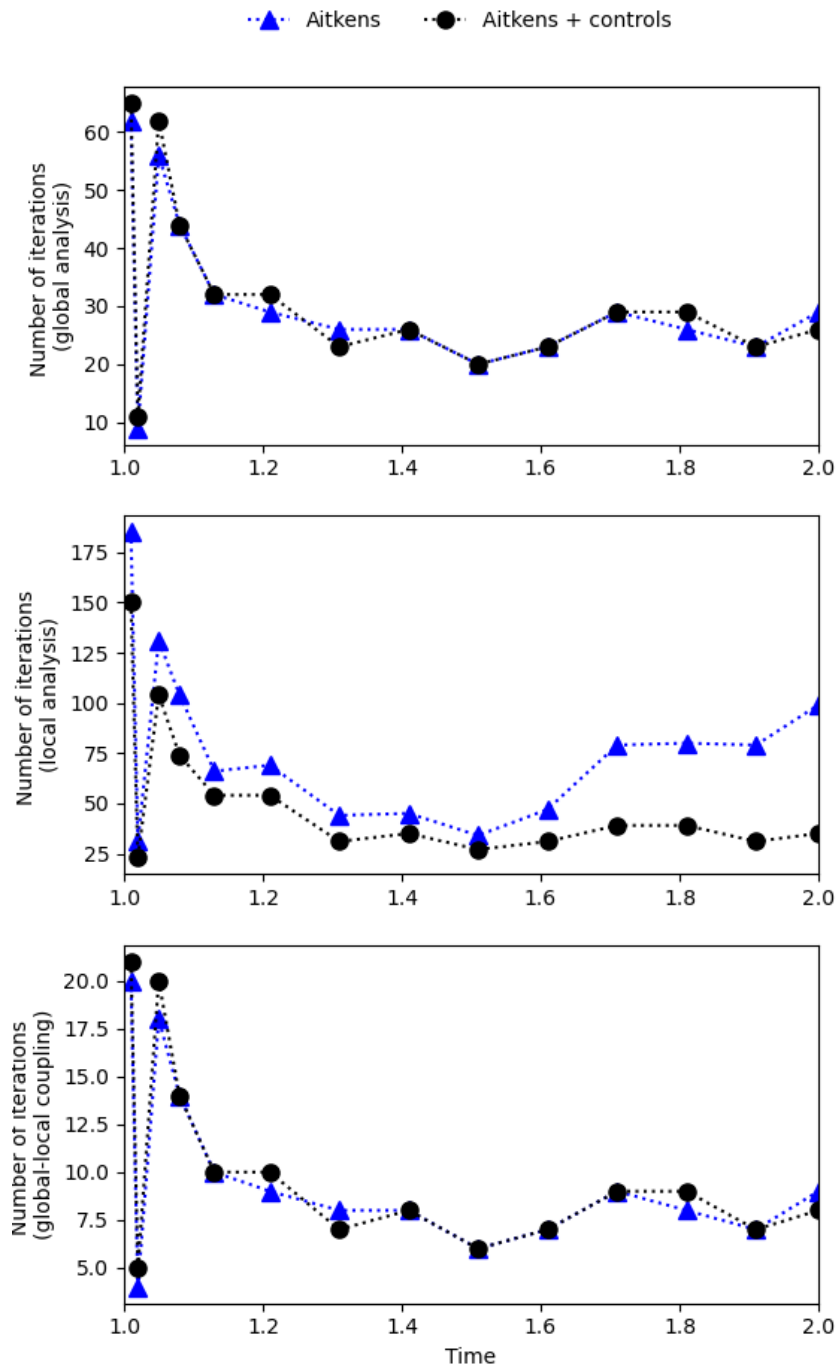 Aitkens
Aitkens + controls
Number of iterations
(global analysis)
60
50
40
30
20
10
1.0 1.2 1.4 1.6 1.8 2.0
Number of iterations
(local analysis)
175
150
125
100
75
50
25
1.0 1.2 1.4 1.6 1.8 2.0
Number of iterations
(global-local coupling)
20.0
17.5
15.0
12.5
10.0
7.5
5.0
1.0 1.2 1.4 1.6 1.8 2.0
Time